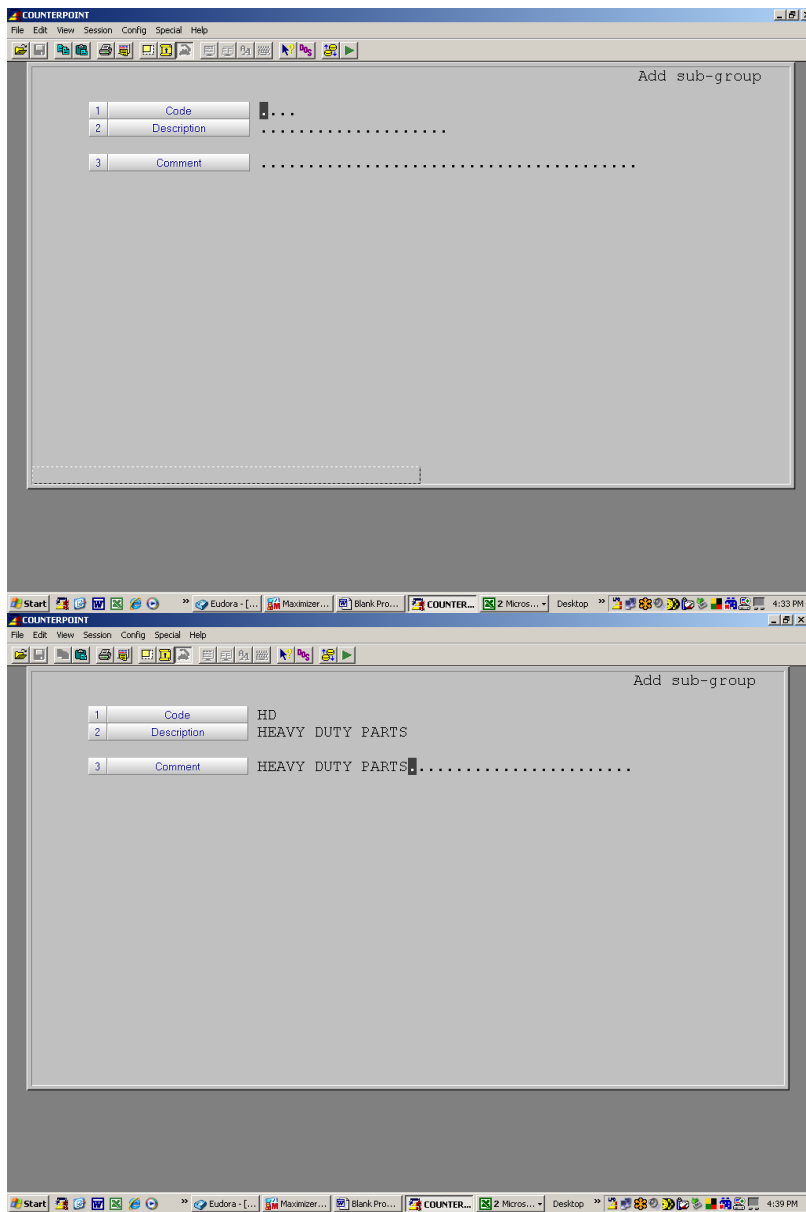 COUNTERPOINT
File Edit View Session Config Special Help
DOS
Add sub-group
1 Code ....
2 Description ....................
3 Comment ........................................
Start » Eudora - [... Maximizer... Blank Pro... COUNTER... 2 Micros... Desktop » 4:33 PM
COUNTERPOINT
File Edit View Session Config Special Help
DOS
Add sub-group
1 Code HD
2 Description HEAVY DUTY PARTS
3 Comment HEAVY DUTY PARTS........................
Start » Eudora - [... Maximizer... Blank Pro... COUNTER... 2 Micros... Desktop » 4:39 PM